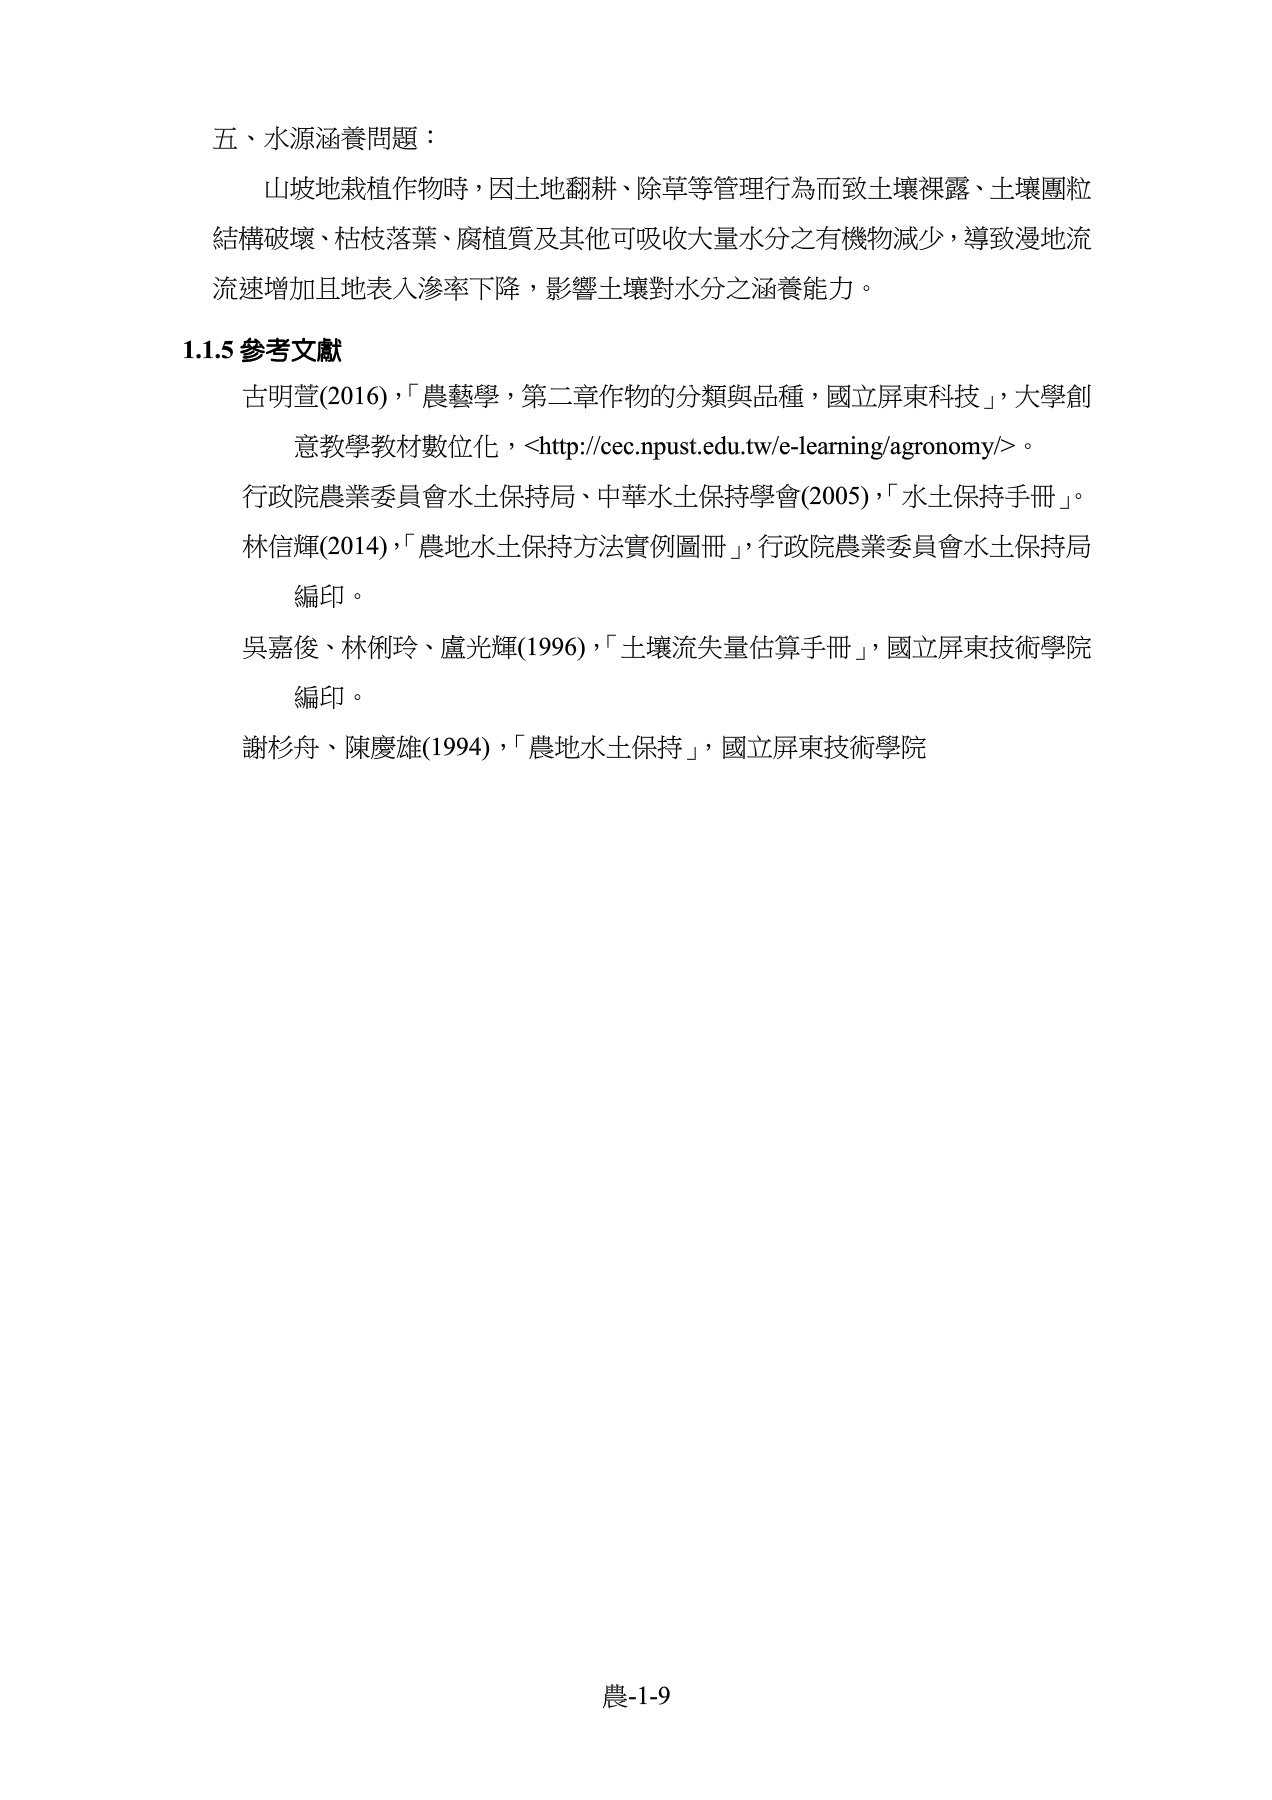 五、水源涵養問題：
山坡地栽植作物時，因土地翻耕、除草等管理行為而致土壤裸露、土壤團粒
結構破壞、枯枝落葉、腐植質及其他可吸收大量水分之有機物減少，導致漫地流
流速增加且地表入滲率下降，影響土壤對水分之涵養能力。
1.1.5 參考文獻
古明萱(2016)，「農藝學，第二章作物的分類與品種，國立屏東科技」，大學創
意教學教材數位化，<http://cec.npust.edu.tw/e-learning/agronomy/>。
行政院農業委員會水土保持局、中華水土保持學會(2005)，「水土保持手冊」。
林信輝(2014)，「農地水土保持方法實例圖冊」，行政院農業委員會水土保持局
編印。
吳嘉俊、林俐玲、盧光輝(1996)，「土壤流失量估算手冊」，國立屏東技術學院
編印。
謝杉舟、陳慶雄(1994)，「農地水土保持」，國立屏東技術學院
農-1-9